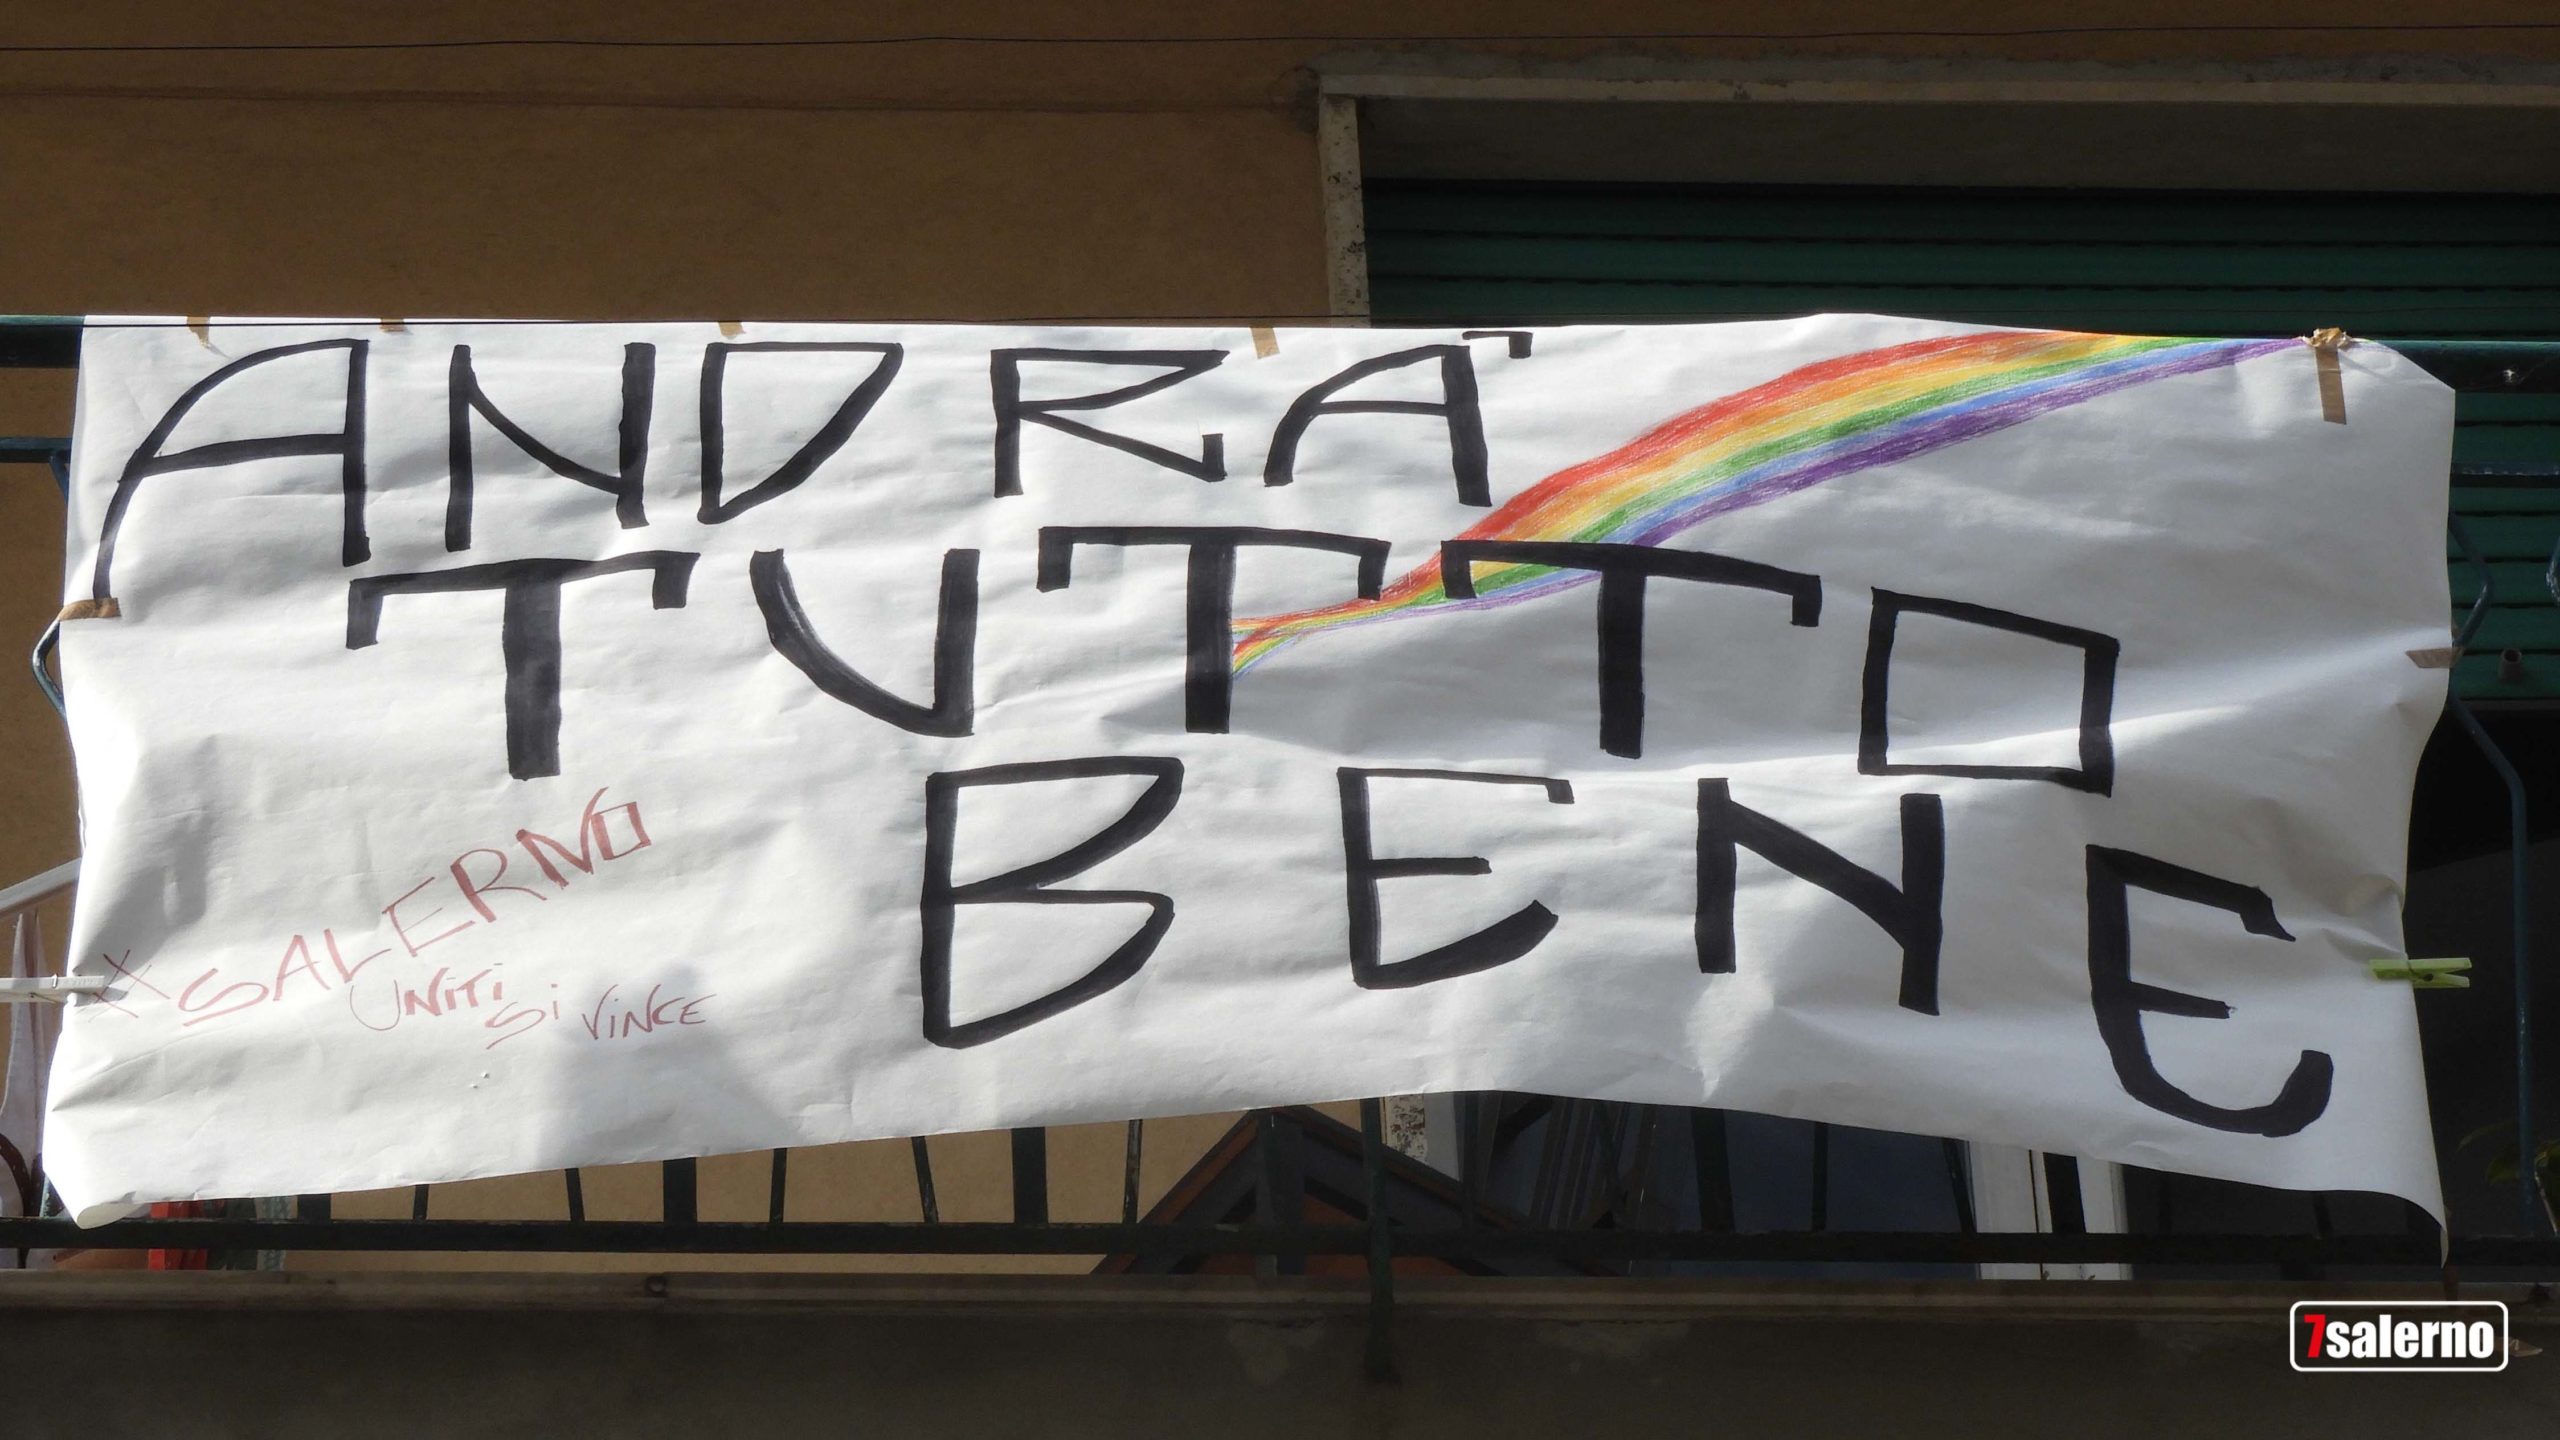 ANDRA'
TUTTO
BENE
X SALERNO
UNITI
SI VINCE
7salerno